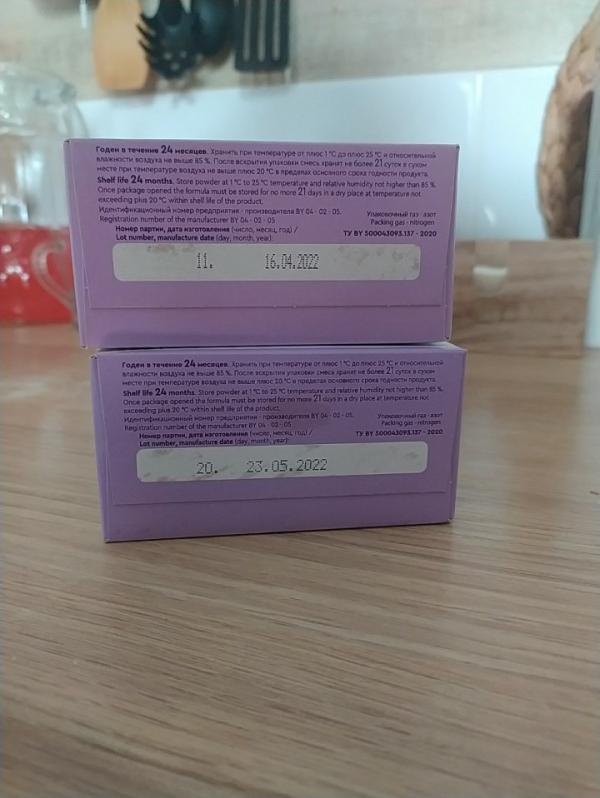 Годен в течение 24 месяцев. Хранить при температуре от плюс 1 °С до плюс 25 °С и относительной
влажности воздуха не выше 85 %. После вскрытия упаковки смесь хранят не более 21 суток в сухом
месте при температуре воздуха не выше плюс 20 °С в пределах основного срока годности продукта.
Shelf life 24 months. Store powder at 1 °C to 25 °C temperature and relative humidity not higher than 85 %.
Once package opened the formula must be stored for no more 21 days in a dry place at temperature not
exceeding plus 20 °C within shelf life of the product.
Идентификационный номер предприятия - производителя BY 04 - 02 - 05.
Registration number of the manufacturer BY 04 - 02 - 05
Упаковочный газ - азот
Packing gas - nitrogen
Номер партии, дата изготовления (число, месяц, год) /
Lot number, manufacture date (day, month, year):
ТУ BY 500043093.137 - 2020
11. 16.04.2022
Годен в течение 24 месяцев. Хранить при температуре от плюс 1 °С до плюс 25 °С и относительной
влажности воздуха не выше 85 %. После вскрытия упаковки смесь хранят не более 21 суток в сухом
месте при температуре воздуха не выше плюс 20 °С в пределах основного срока годности продукта.
Shelf life 24 months. Store powder at 1 °C to 25 °C temperature and relative humidity not higher than 85 %.
Once package opened the formula must be stored for no more 21 days in a dry place at temperature not
exceeding plus 20 °C within shelf life of the product.
Идентификационный номер предприятия - производителя BY 04 - 02 - 05.
Registration number of the manufacturer BY 04 - 02 - 05
Упаковочный газ - азот
Packing gas - nitrogen
Номер партии, дата изготовления (число, месяц, год) /
Lot number, manufacture date (day, month, year):
ТУ BY 500043093.137 - 2020
20. 23.05.2022